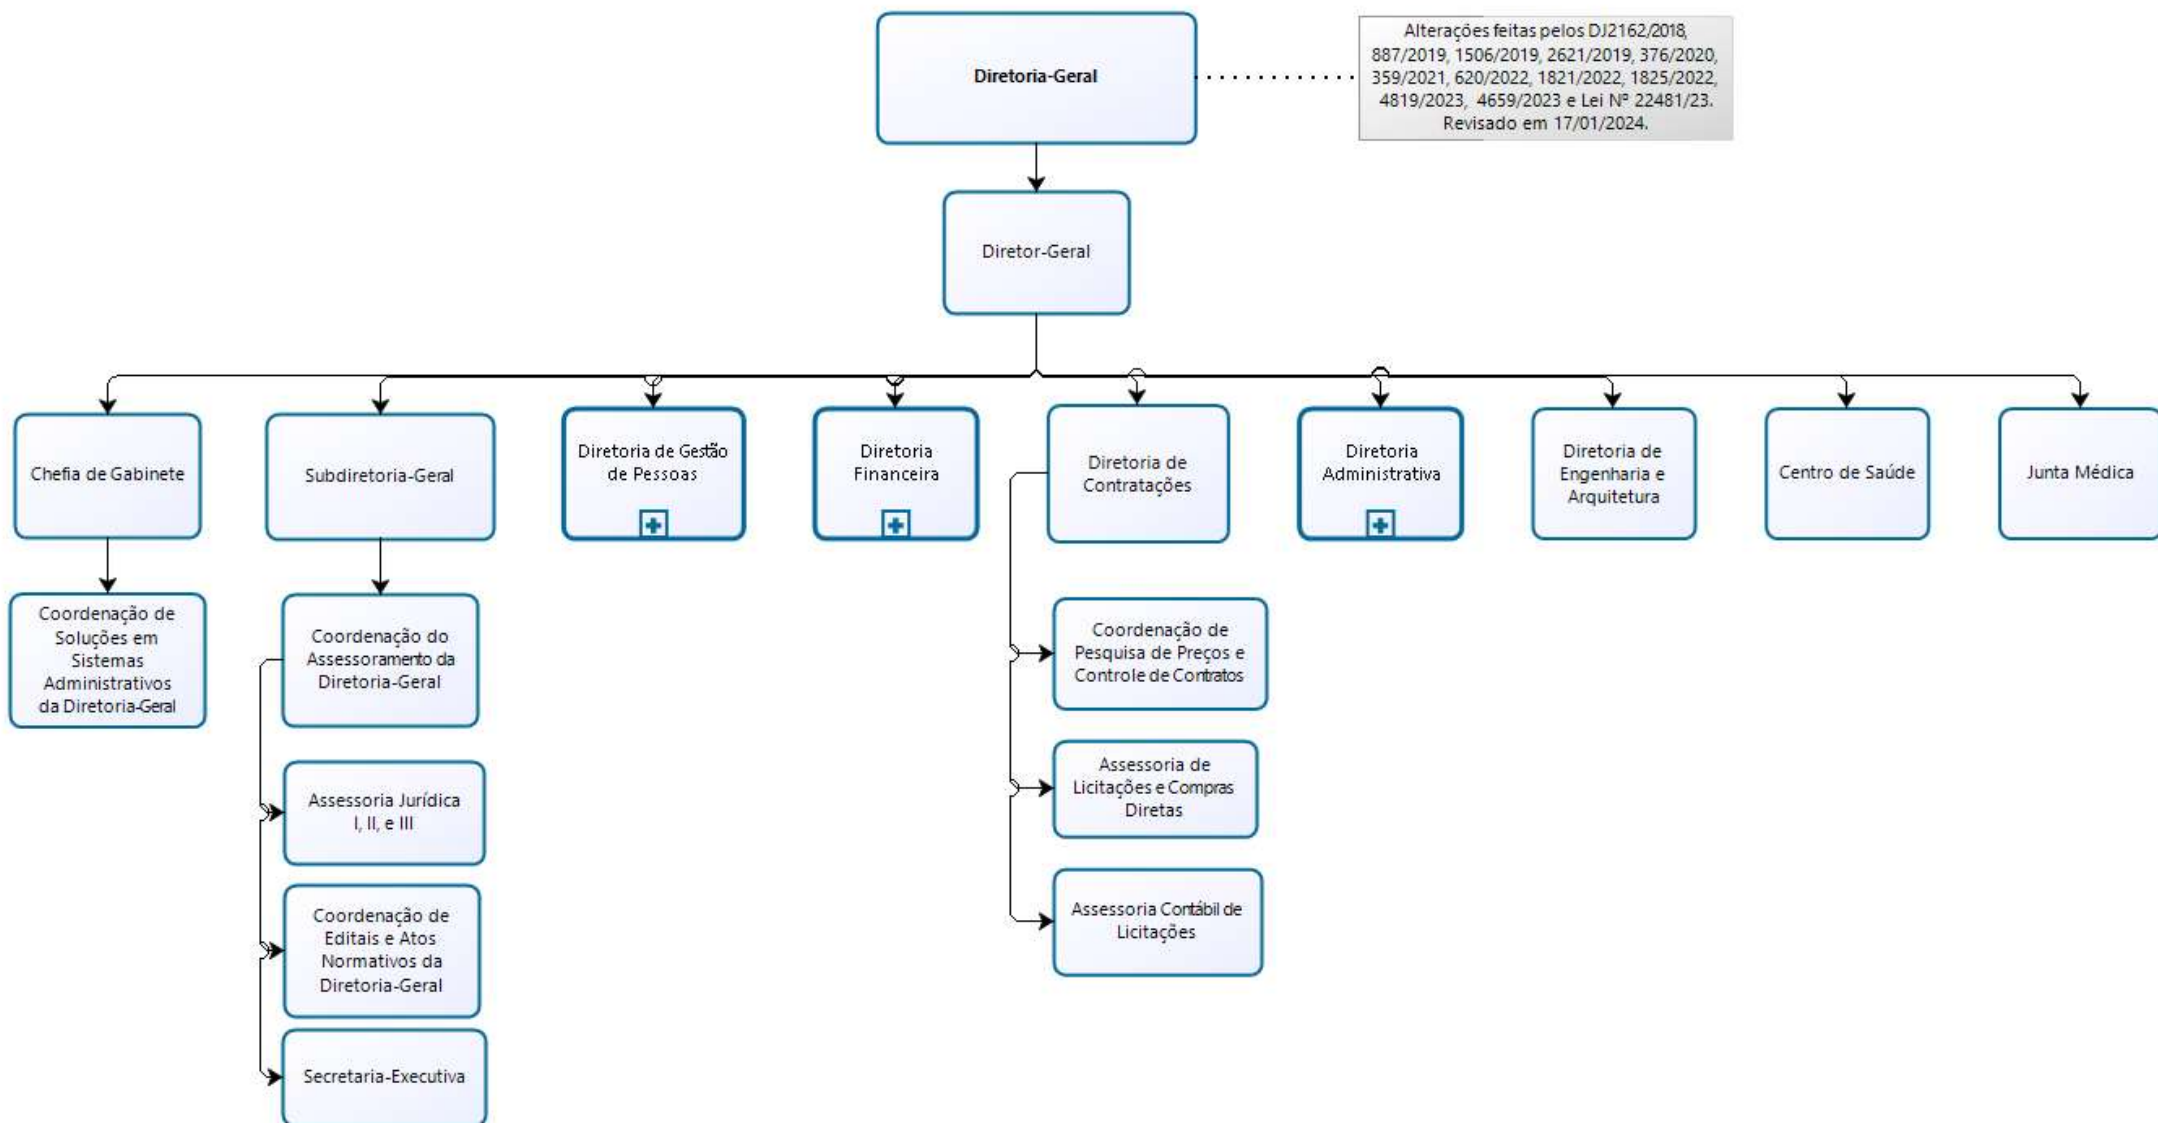 Diretoria-Geral
Alterações feitas pelos DJ2162/2018,
887/2019, 1506/2019, 2621/2019, 376/2020,
359/2021, 620/2022, 1821/2022, 1825/2022,
4819/2023, 4659/2023 e Lei Nº 22481/23.
Revisado em 17/01/2024.
Diretor-Geral
Chefia de Gabinete
Subdiretoria-Geral
Diretoria de Gestão
de Pessoas
Diretoria
Financeira
Diretoria de
Contratações
Diretoria
Administrativa
Diretoria de
Engenharia e
Arquitetura
Centro de Saúde
Junta Médica
Coordenação de
Soluções em
Sistemas
Administrativos
da Diretoria-Geral
Coordenação do
Assessoramento da
Diretoria-Geral
Coordenação de
Pesquisa de Preços e
Controle de Contratos
Assessoria Jurídica
I, II, e III
Assessoria de
Licitações e Compras
Diretas
Coordenação de
Editais e Atos
Normativos da
Diretoria-Geral
Assessoria Contábil de
Licitações
Secretaria-Executiva